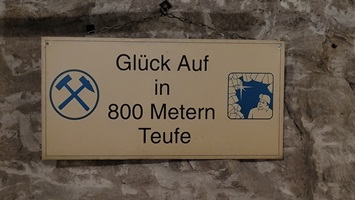 Glück Auf
in
800 Metern
Teufe